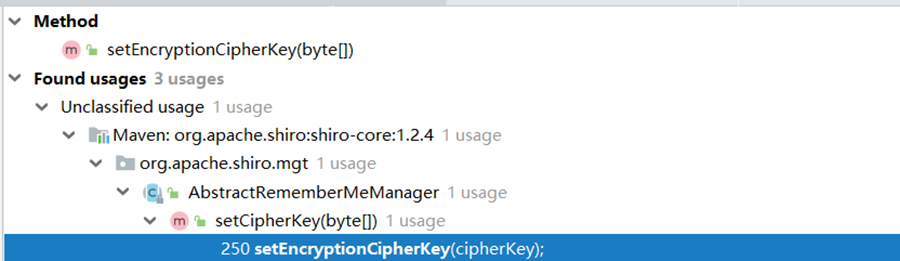 Method
setEncryptionCipherKey(byte[])
Found usages 3 usages
Unclassified usage 1 usage
Maven: org.apache.shiro:shiro-core:1.2.4 1 usage
org.apache.shiro.mgt 1 usage
AbstractRememberMeManager 1 usage
setCipherKey(byte[]) 1 usage
250 setEncryptionCipherKey(cipherKey);